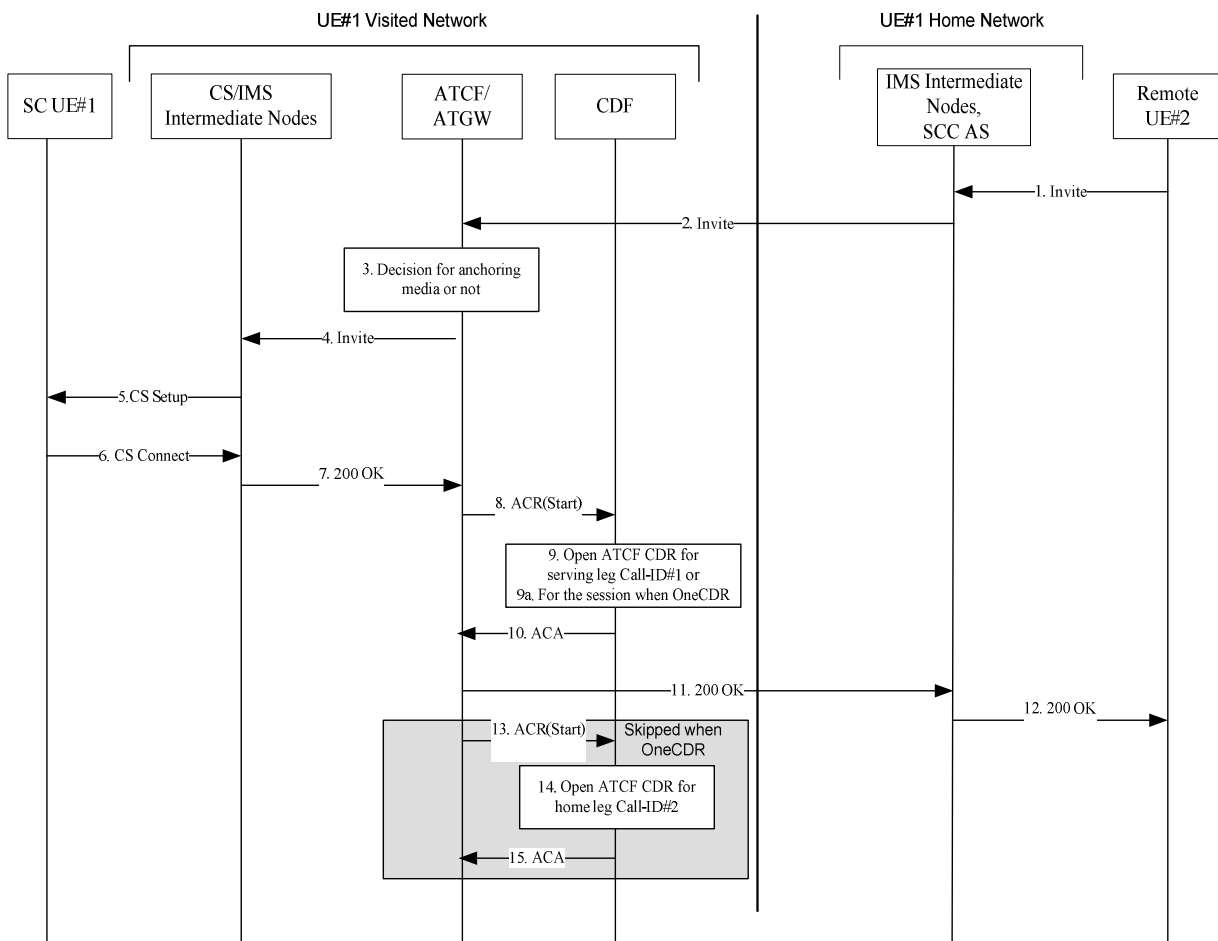 UE#1 Visited Network
UE#1 Home Network
SC UE#1
CS/IMS
Intermediate Nodes
ATCF/
ATGW
CDF
IMS Intermediate
Nodes,
SCC AS
Remote
UE#2
1. Invite
2. Invite
3. Decision for anchoring
media or not
4. Invite
5.CS Setup
6. CS Connect
7. 200 OK
8. ACR(Start)
9. Open ATCF CDR for
serving leg Call-ID#1 or
9a. For the session when OneCDR
10. ACA
11. 200 OK
12. 200 OK
13. ACR(Start)
Skipped when
OneCDR
14. Open ATCF CDR for
home leg Call-ID#2
15. ACA